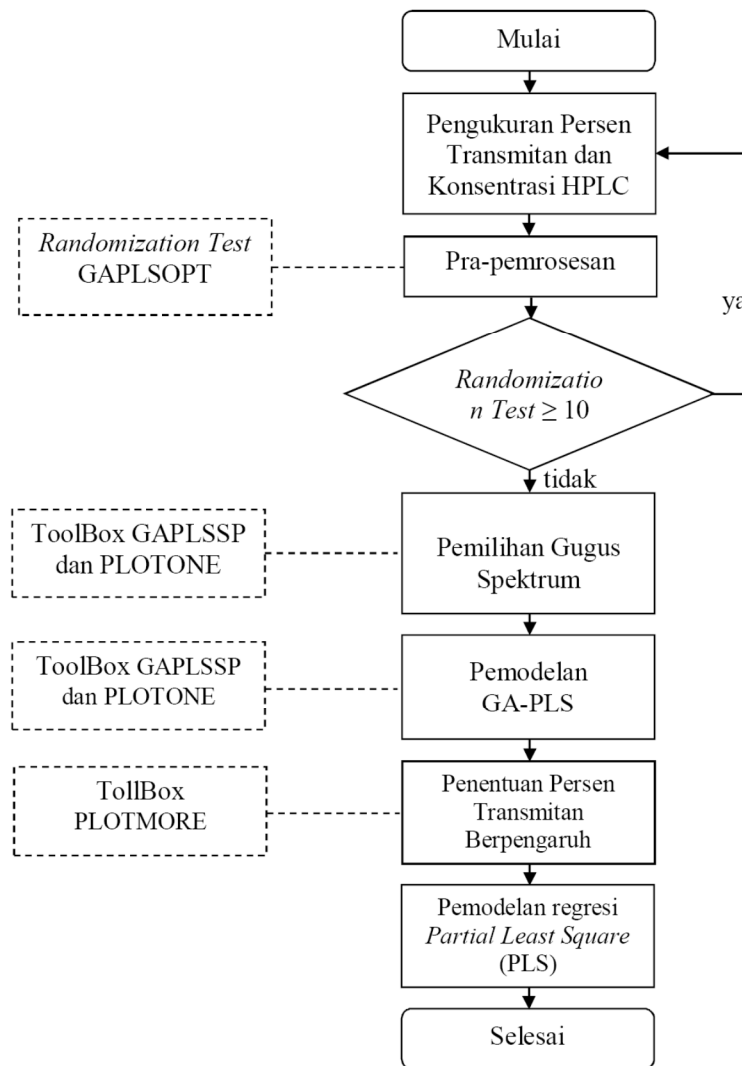 Mulai
Pengukuran Persen
Transmitan dan
Konsentrasi HPLC
Randomization Test
GAPLSOPT
Pra-pemrosesan
ya
Randomizatio
n Test ≥ 10
tidak
ToolBox GAPLSSP
dan PLOTONE
Pemilihan Gugus
Spektrum
ToolBox GAPLSSP
dan PLOTONE
Pemodelan
GA-PLS
TollBox
PLOTMORE
Penentuan Persen
Transmitan
Berpengaruh
Pemodelan regresi
Partial Least Square
(PLS)
Selesai